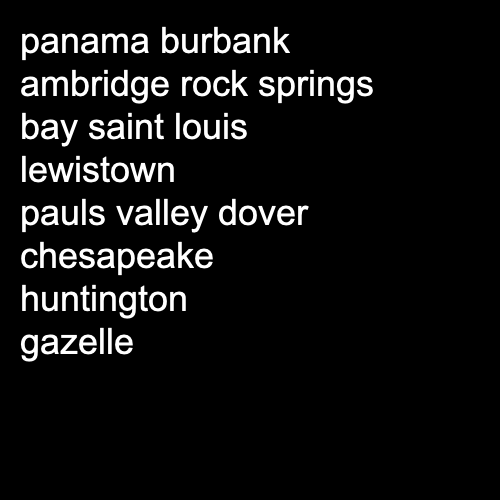 panama burbank
ambridge rock springs
bay saint louis
lewistown
pauls valley dover
chesapeake
huntington
gazelle